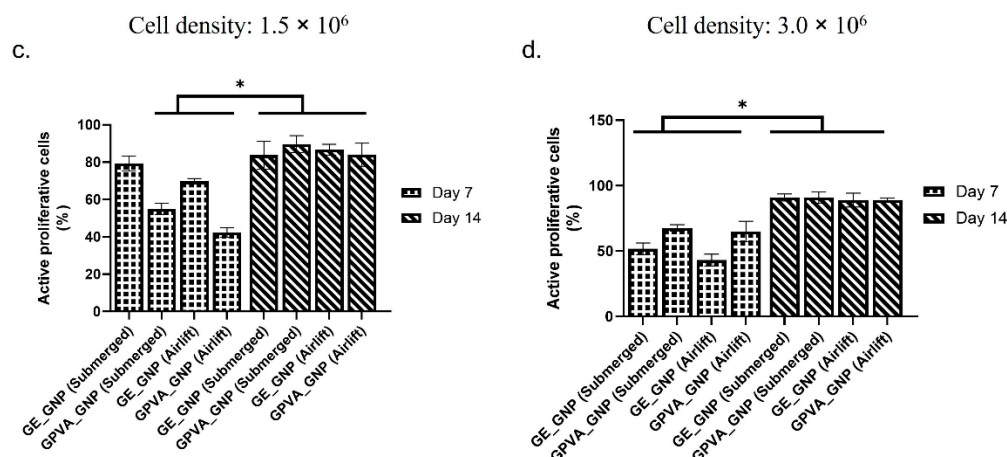 Cell density: 1.5 × 10⁶
c.
*
100
80
60
40
20
0
Active proliferative cells
(%)
Day 7
Day 14
GE_GNP (Submerged)
GPVA_GNP (Submerged)
GE_GNP (Airlift)
GPVA_GNP (Airlift)
GE_GNP (Submerged)
GPVA_GNP (Submerged)
GE_GNP (Airlift)
GPVA_GNP (Airlift)
Cell density: 3.0 × 10⁶
d.
*
150
100
50
0
Active proliferative cells
(%)
Day 7
Day 14
GE_GNP (Submerged)
GPVA_GNP (Submerged)
GE_GNP (Airlift)
GPVA_GNP (Airlift)
GE_GNP (Submerged)
GPVA_GNP (Submerged)
GE_GNP (Airlift)
GPVA_GNP (Airlift)